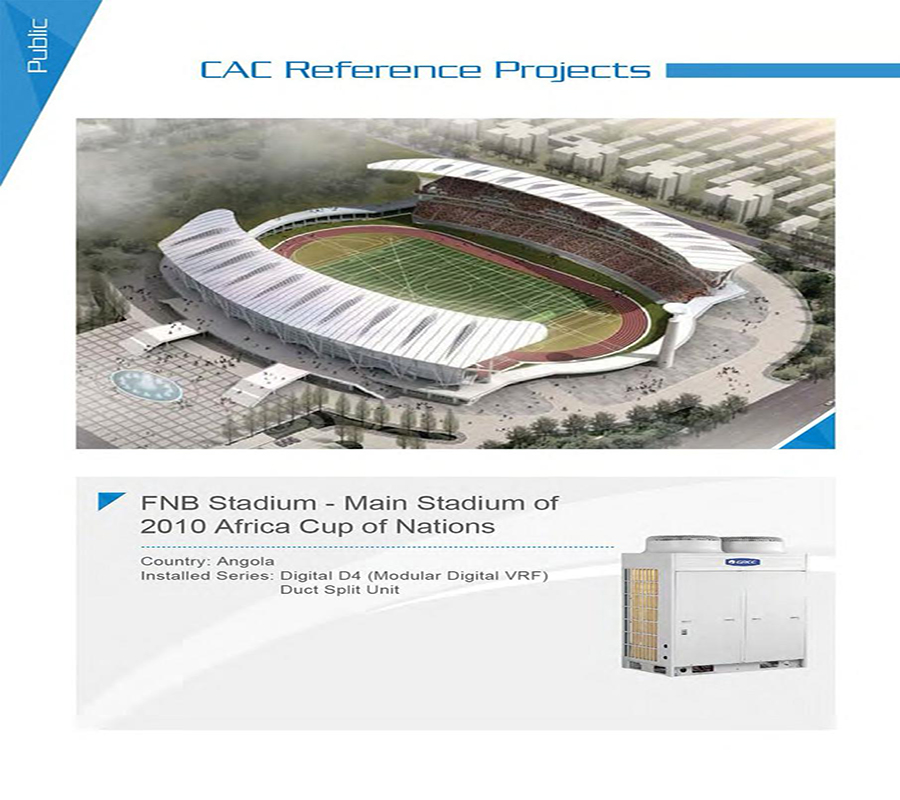 Public
CAC Reference Projects
FNB Stadium - Main Stadium of
2010 Africa Cup of Nations
Country: Angola
Installed Series: Digital D4 (Modular Digital VRF)
Duct Split Unit
GREE